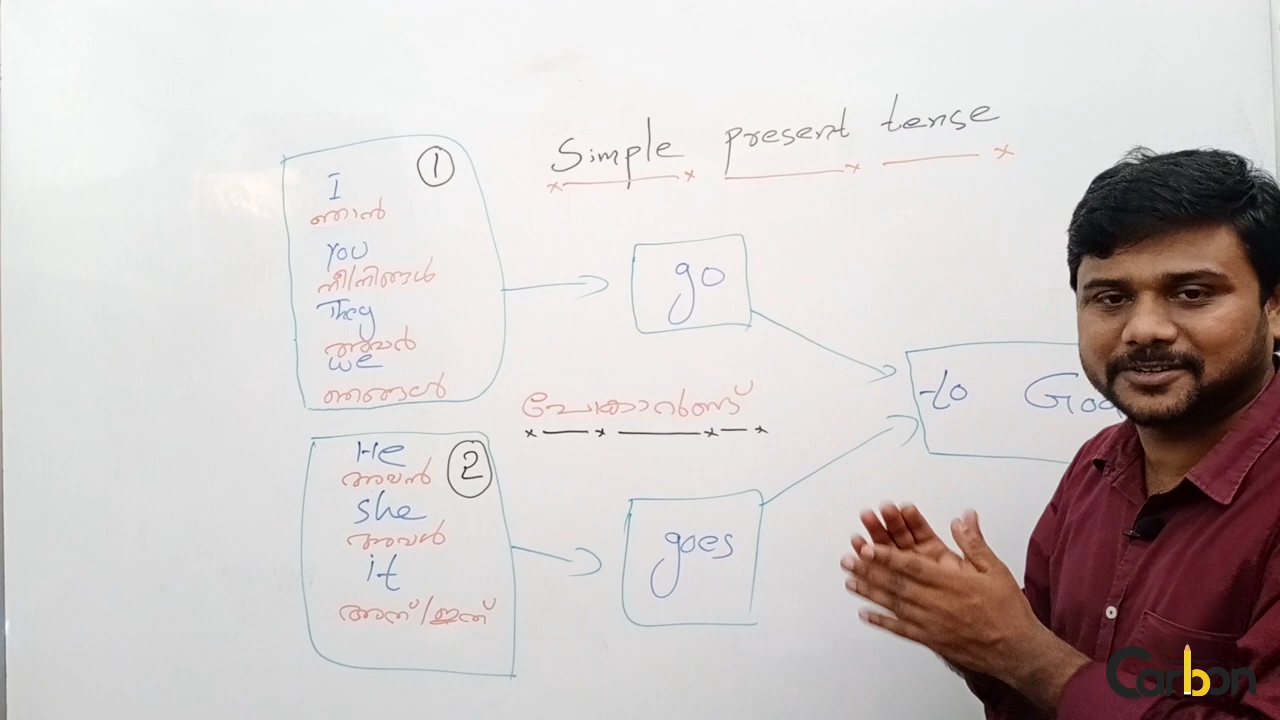 Simple present tense
1
I
ഞാൻ
you
നീ/നിങ്ങൾ
They
അവർ
we
ഞങ്ങൾ
go
പോകാറുണ്ട്
to
2
He
അവൻ
She
അവൾ
it
അത്/ഇത്
goes
Carbon